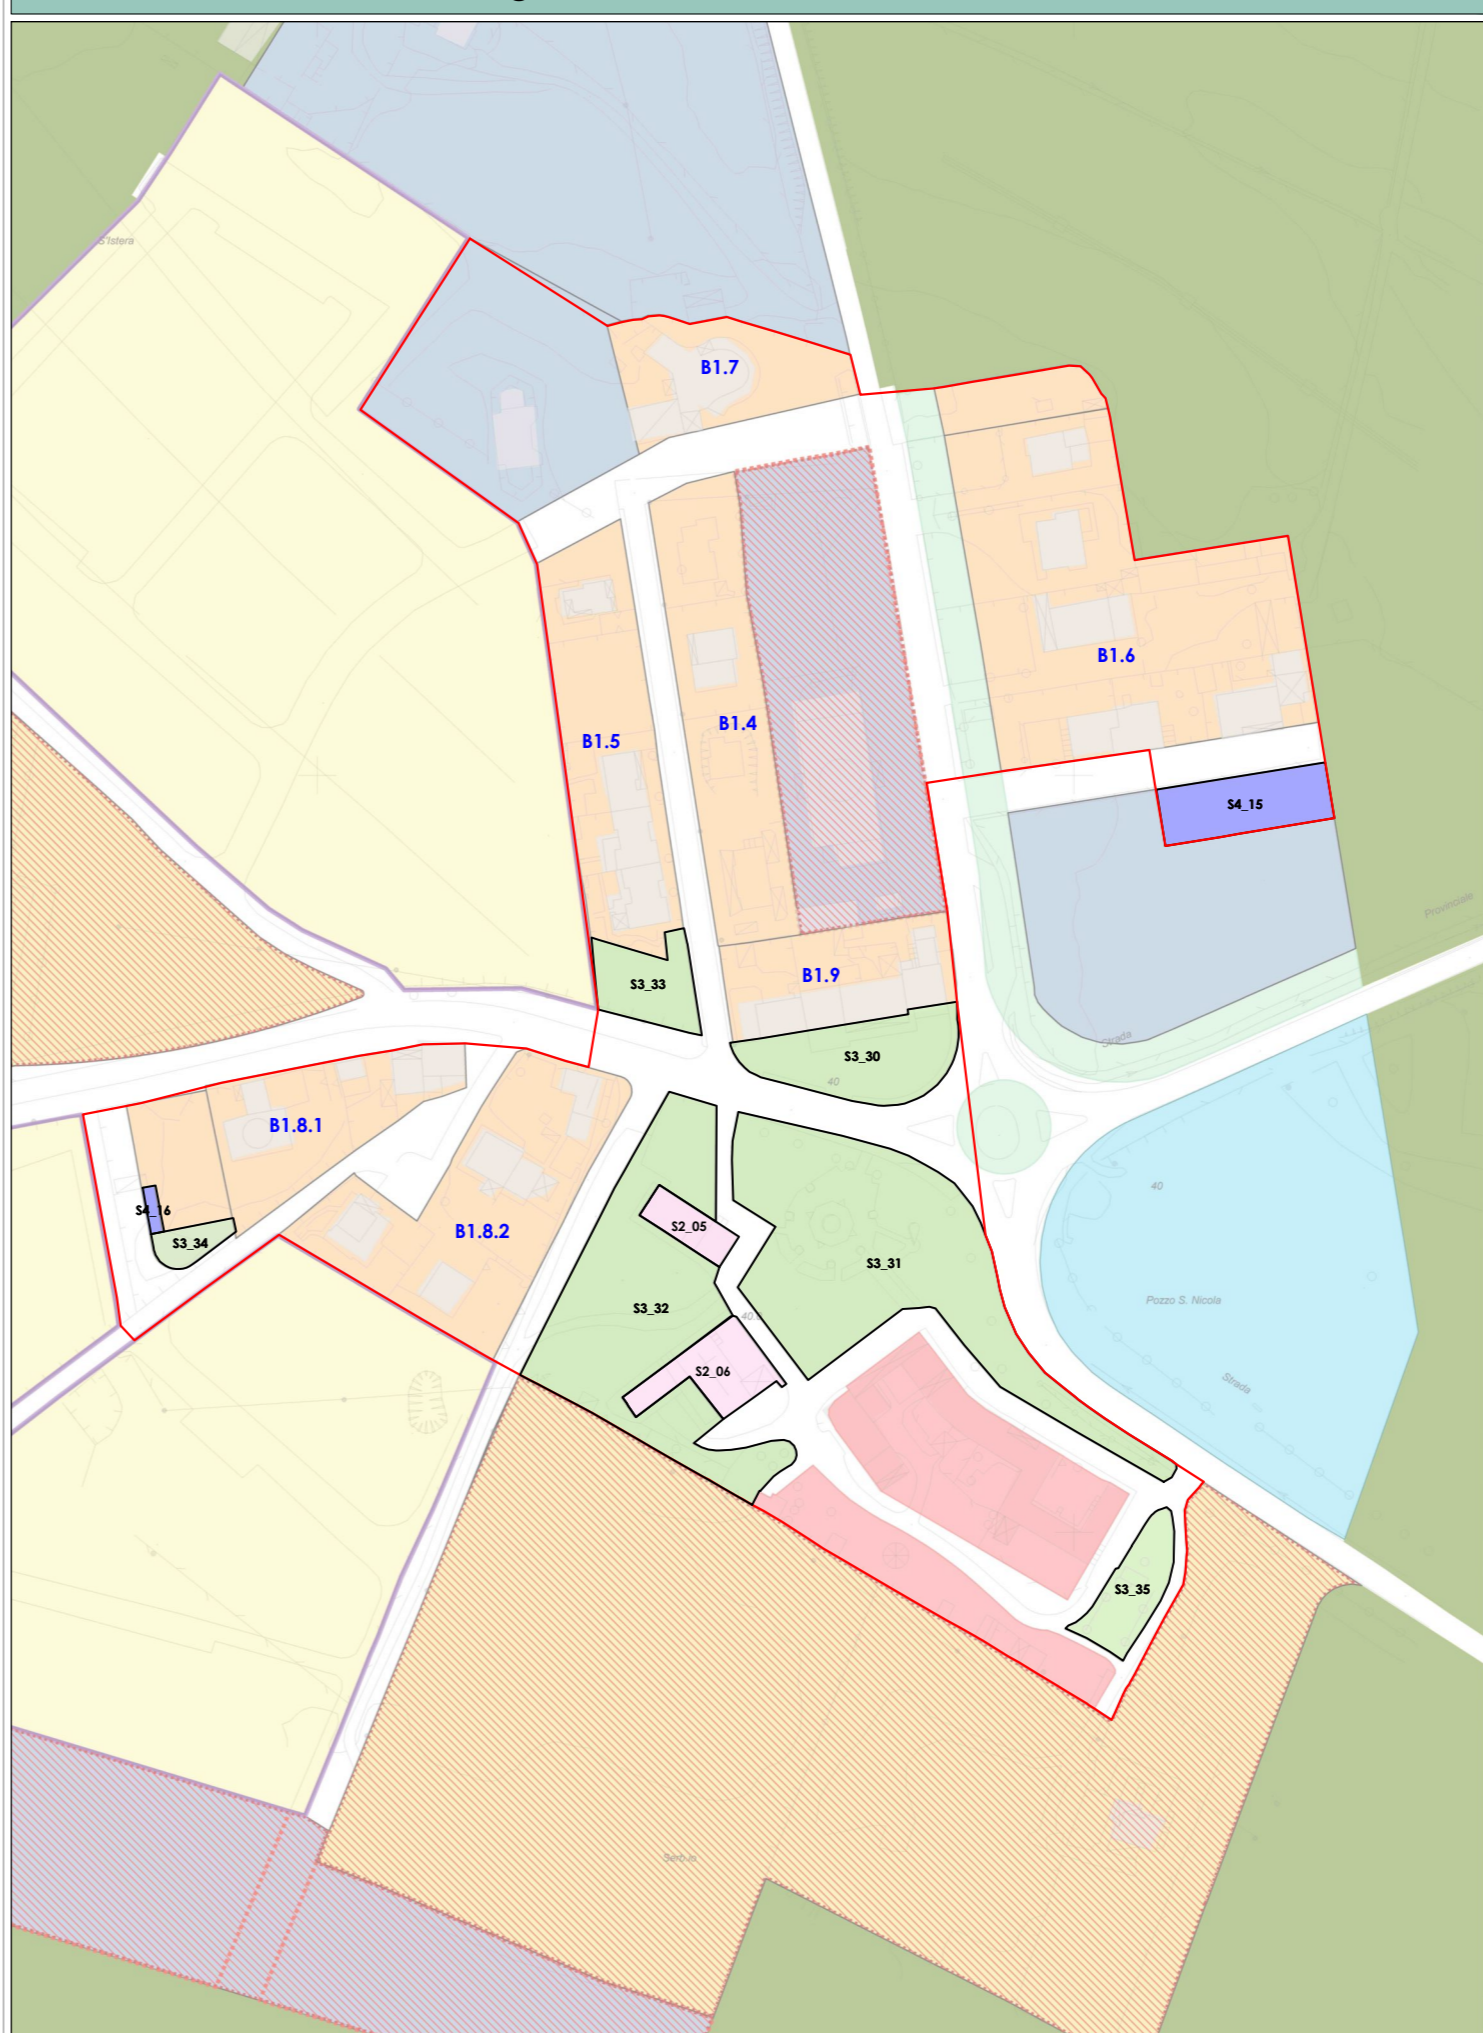 S'Istera
B1.7
B1.6
B1.4
B1.5
S4_15
Provinciale
B1.9
S3_33
Strada
S3_30
40
B1.8.1
40
S4_16
S2_05
B1.8.2
S3_34
S3_31
Pozzo S. Nicola
S3_32
S2_06
Strada
S3_35